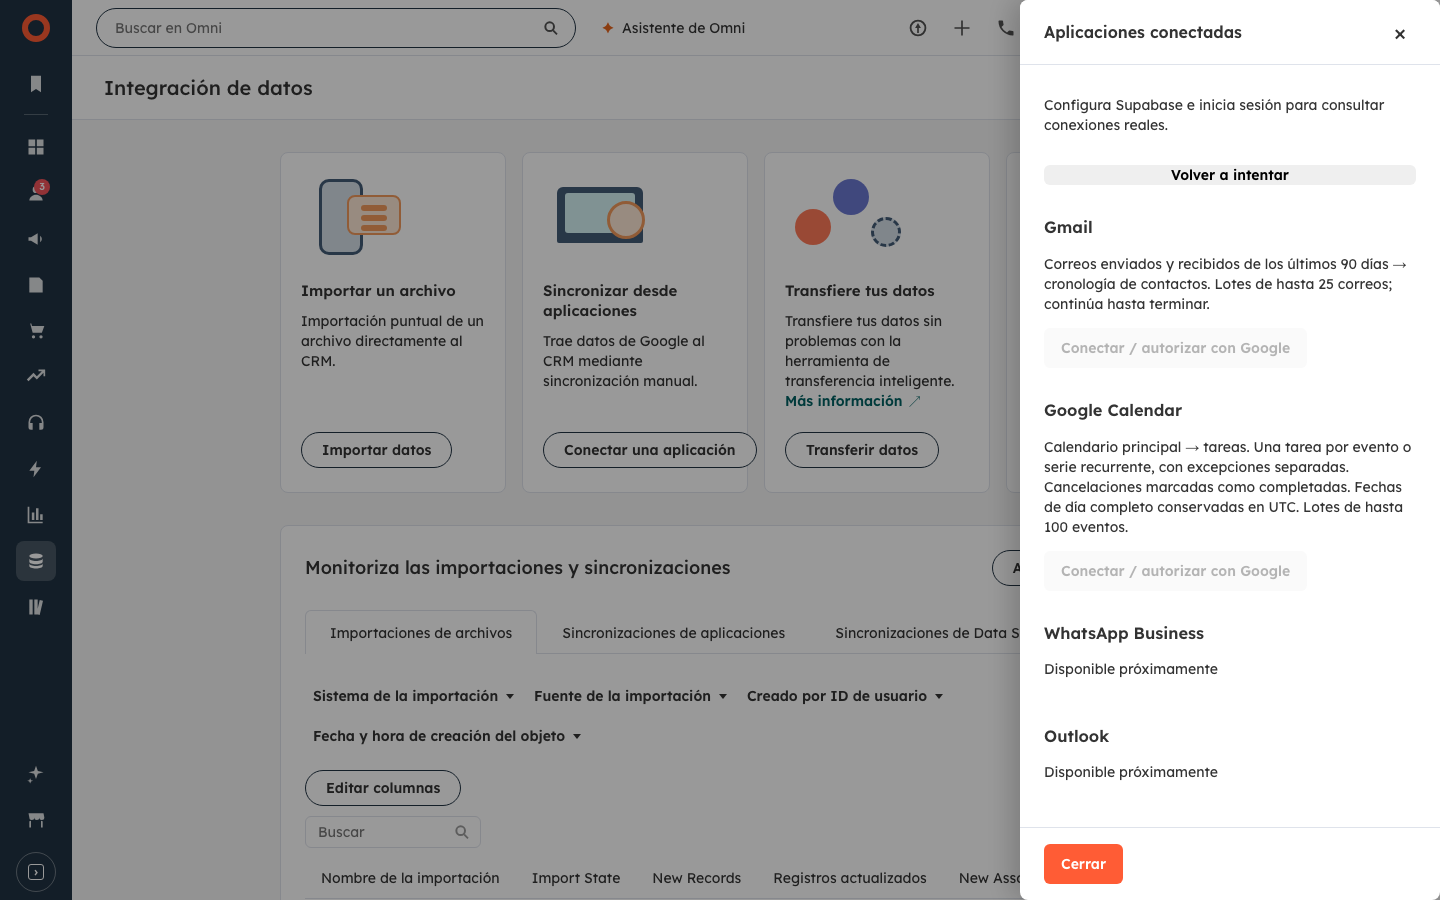 Buscar en Omni
Asistente de Omni
Integración de datos
3
Importar un archivo
Importación puntual de un
archivo directamente al
CRM.
Importar datos
Sincronizar desde
aplicaciones
Trae datos de Google al
CRM mediante
sincronización manual.
Conectar una aplicación
Transfiere tus datos
Transfiere tus datos sin
problemas con la
herramienta de
transferencia inteligente.
Más información ↗
Transferir datos
Monitoriza las importaciones y sincronizaciones
Importaciones de archivos
Sincronizaciones de aplicaciones
Sincronizaciones de Data S
Sistema de la importación
Fuente de la importación
Creado por ID de usuario
Fecha y hora de creación del objeto
Editar columnas
Buscar
Nombre de la importación
Import State
New Records
Registros actualizados
New Asso
Aplicaciones conectadas
Configura Supabase e inicia sesión para consultar
conexiones reales.
Volver a intentar
Gmail
Correos enviados y recibidos de los últimos 90 días →
cronología de contactos. Lotes de hasta 25 correos;
continúa hasta terminar.
Conectar / autorizar con Google
Google Calendar
Calendario principal → tareas. Una tarea por evento o
serie recurrente, con excepciones separadas.
Cancelaciones marcadas como completadas. Fechas
de día completo conservadas en UTC. Lotes de hasta
100 eventos.
Conectar / autorizar con Google
WhatsApp Business
Disponible próximamente
Outlook
Disponible próximamente
Cerrar